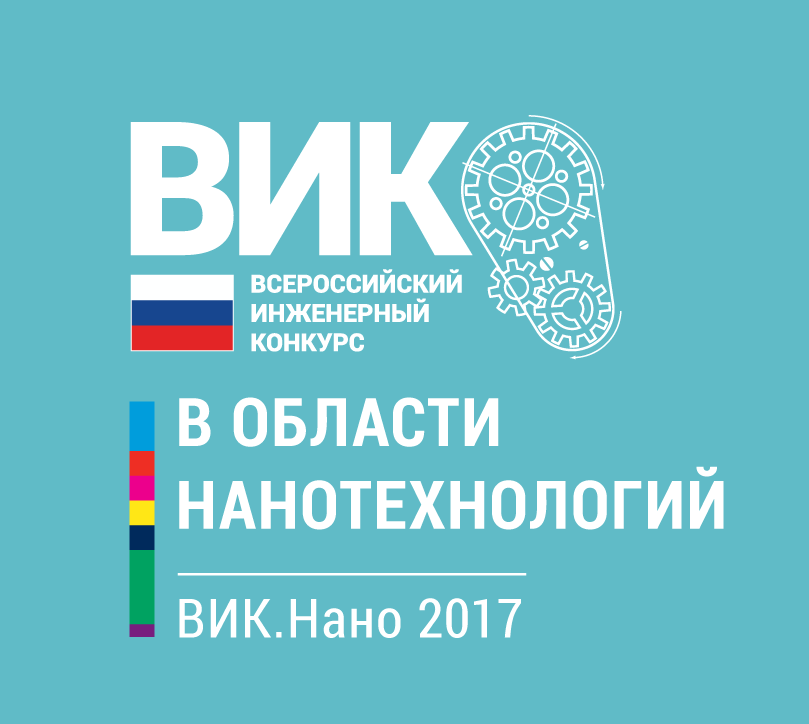 ВИК
ВСЕРОССИЙСКИЙ
ИНЖЕНЕРНЫЙ
КОНКУРС
В ОБЛАСТИ
НАНОТЕХНОЛОГИЙ
ВИК.Нано 2017